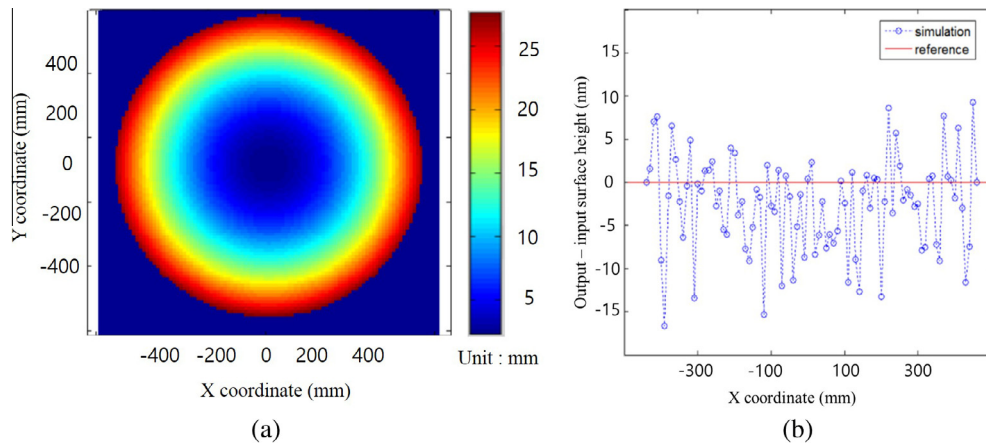 Y coordinate (mm)
400
200
0
-200
-400
-400 -200 0 200 400
X coordinate (mm)
25
20
15
10
5
Unit : mm
(a)
Output – input surface height (nm)
15
10
5
0
-5
-10
-15
-300 -100 100 300
X coordinate (mm)
simulation
reference
(b)